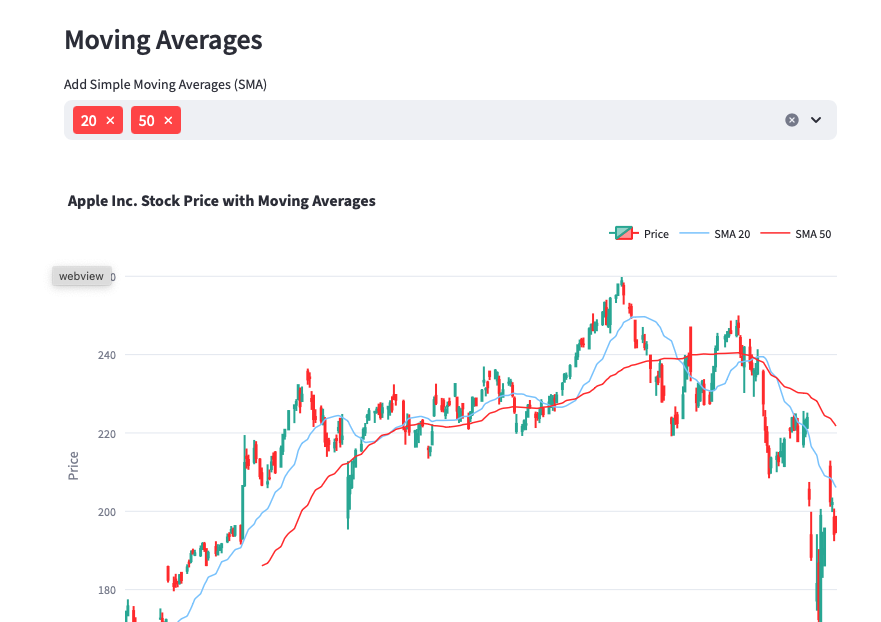 Moving Averages
Add Simple Moving Averages (SMA)
20 × 50 ×
Apple Inc. Stock Price with Moving Averages
Price SMA 20 SMA 50
webview 0
240
220
Price
200
180